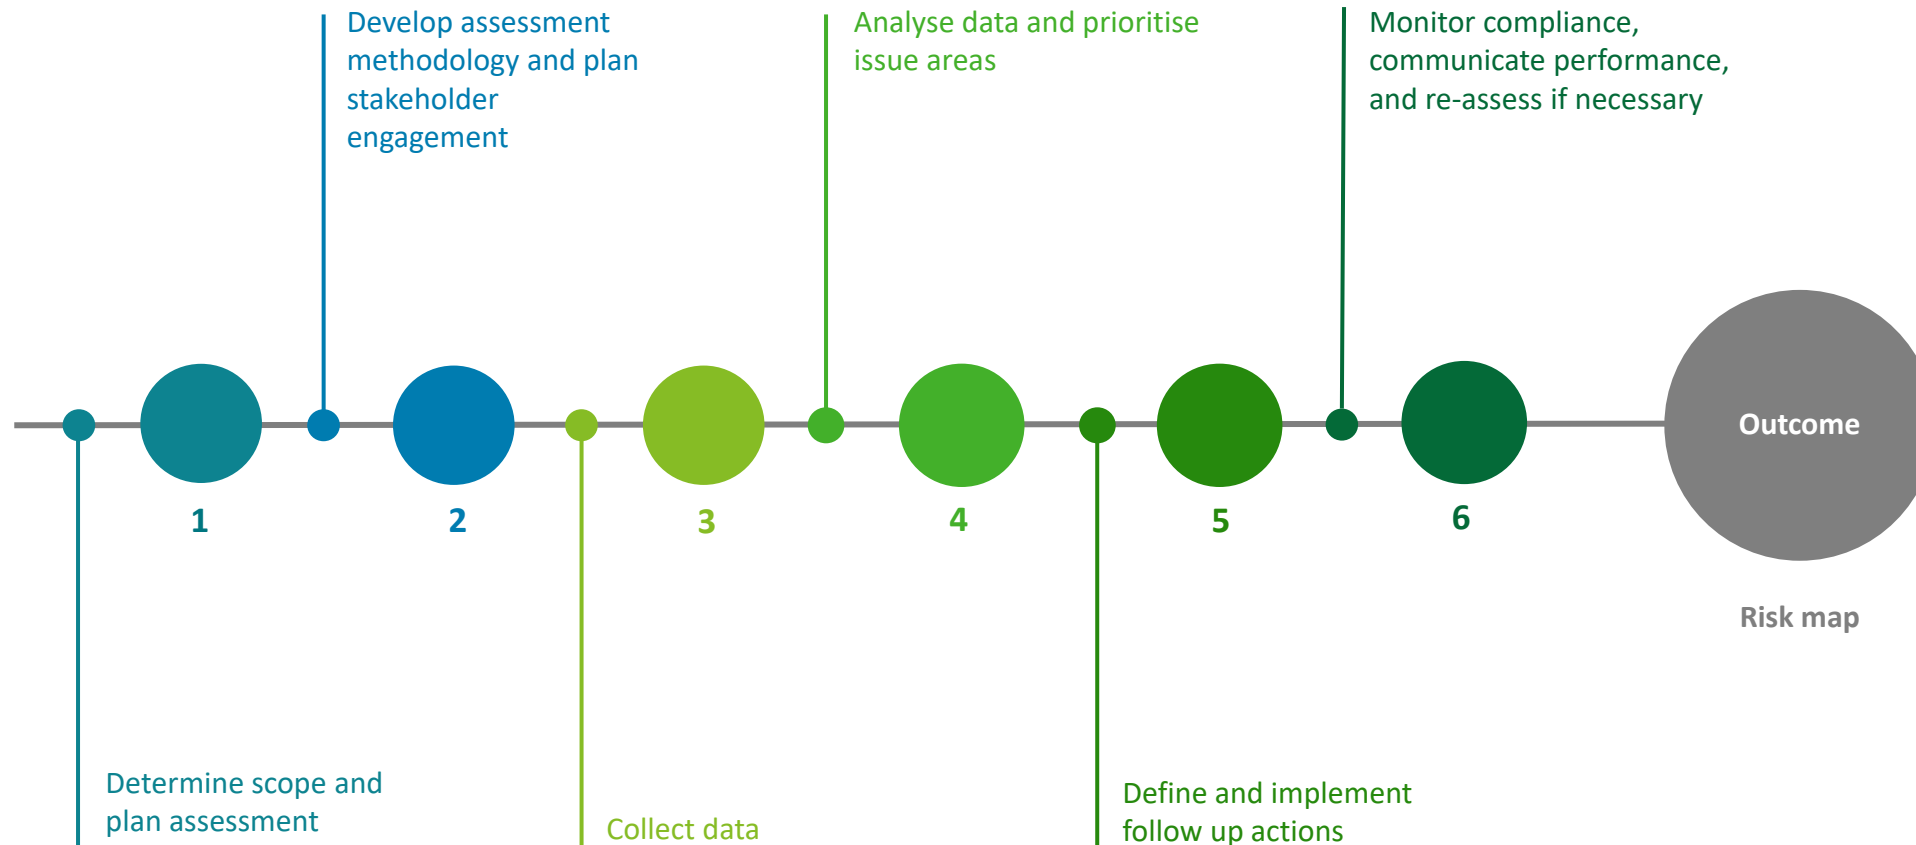 Develop assessment
methodology and plan
stakeholder
engagement
Analyse data and prioritise
issue areas
Monitor compliance,
communicate performance,
and re-assess if necessary
Outcome
1
2
3
4
5
6
Risk map
Determine scope and
plan assessment
Collect data
Define and implement
follow up actions